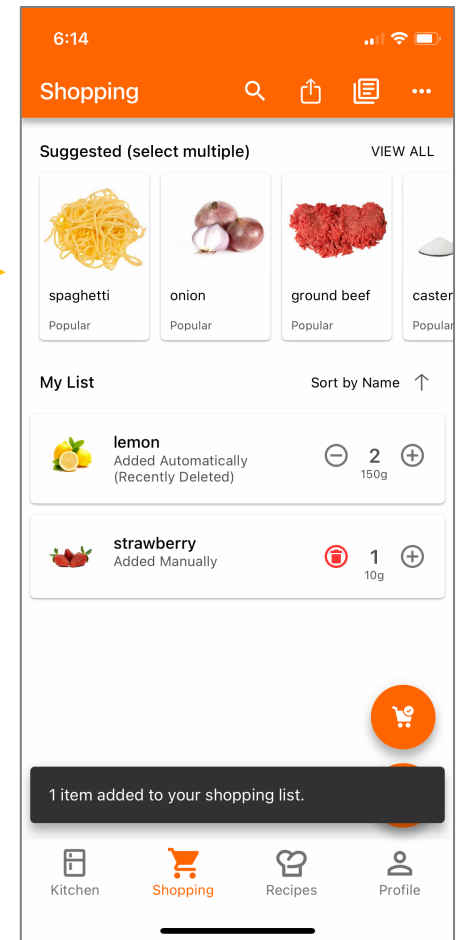 6:14
Shopping
Suggested (select multiple)
VIEW ALL
spaghetti
Popular
onion
Popular
ground beef
Popular
caster
Popular
My List
Sort by Name
lemon
Added Automatically
(Recently Deleted)
2
150g
strawberry
Added Manually
1
10g
1 item added to your shopping list.
Kitchen
Shopping
Recipes
Profile